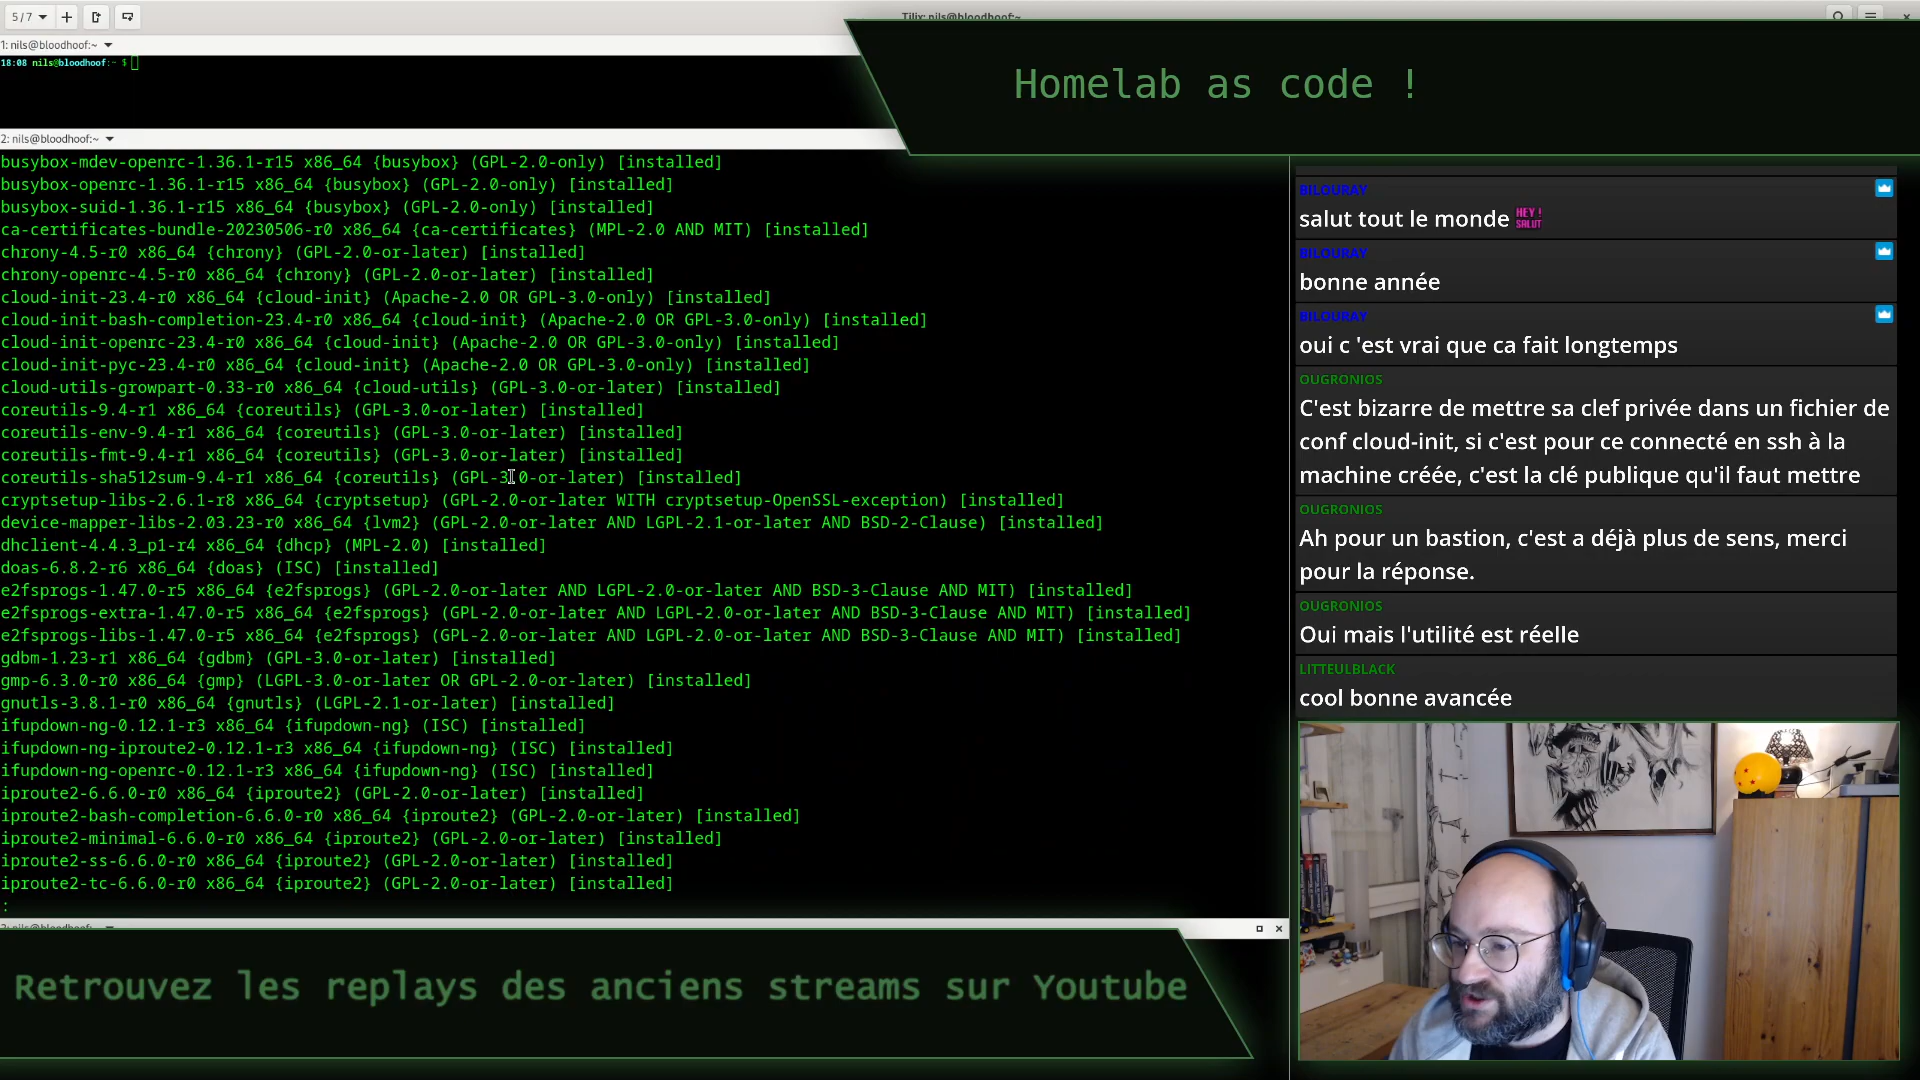 5/7
Tilix: nils@bloodhoof:~
1: nils@bloodhoof:~
18:08 nils@bloodhoof:~ $
Homelab as code !
2: nils@bloodhoof:~
busybox-mdev-openrc-1.36.1-r15 x86_64 {busybox} (GPL-2.0-only) [installed]
busybox-openrc-1.36.1-r15 x86_64 {busybox} (GPL-2.0-only) [installed]
busybox-suid-1.36.1-r15 x86_64 {busybox} (GPL-2.0-only) [installed]
ca-certificates-bundle-20230506-r0 x86_64 {ca-certificates} (MPL-2.0 AND MIT) [installed]
chrony-4.5-r0 x86_64 {chrony} (GPL-2.0-or-later) [installed]
chrony-openrc-4.5-r0 x86_64 {chrony} (GPL-2.0-or-later) [installed]
cloud-init-23.4-r0 x86_64 {cloud-init} (Apache-2.0 OR GPL-3.0-only) [installed]
cloud-init-bash-completion-23.4-r0 x86_64 {cloud-init} (Apache-2.0 OR GPL-3.0-only) [installed]
cloud-init-openrc-23.4-r0 x86_64 {cloud-init} (Apache-2.0 OR GPL-3.0-only) [installed]
cloud-init-pyc-23.4-r0 x86_64 {cloud-init} (Apache-2.0 OR GPL-3.0-only) [installed]
cloud-utils-growpart-0.33-r0 x86_64 {cloud-utils} (GPL-3.0-or-later) [installed]
coreutils-9.4-r1 x86_64 {coreutils} (GPL-3.0-or-later) [installed]
coreutils-env-9.4-r1 x86_64 {coreutils} (GPL-3.0-or-later) [installed]
coreutils-fmt-9.4-r1 x86_64 {coreutils} (GPL-3.0-or-later) [installed]
coreutils-sha512sum-9.4-r1 x86_64 {coreutils} (GPL-3.0-or-later) [installed]
cryptsetup-libs-2.6.1-r8 x86_64 {cryptsetup} (GPL-2.0-or-later WITH cryptsetup-OpenSSL-exception) [installed]
device-mapper-libs-2.03.23-r0 x86_64 {lvm2} (GPL-2.0-or-later AND LGPL-2.1-or-later AND BSD-2-Clause) [installed]
dhclient-4.4.3_p1-r4 x86_64 {dhcp} (MPL-2.0) [installed]
doas-6.8.2-r6 x86_64 {doas} (ISC) [installed]
e2fsprogs-1.47.0-r5 x86_64 {e2fsprogs} (GPL-2.0-or-later AND LGPL-2.0-or-later AND BSD-3-Clause AND MIT) [installed]
e2fsprogs-extra-1.47.0-r5 x86_64 {e2fsprogs} (GPL-2.0-or-later AND LGPL-2.0-or-later AND BSD-3-Clause AND MIT) [installed]
e2fsprogs-libs-1.47.0-r5 x86_64 {e2fsprogs} (GPL-2.0-or-later AND LGPL-2.0-or-later AND BSD-3-Clause AND MIT) [installed]
gdbm-1.23-r1 x86_64 {gdbm} (GPL-3.0-or-later) [installed]
gmp-6.3.0-r0 x86_64 {gmp} (LGPL-3.0-or-later OR GPL-2.0-or-later) [installed]
gnutls-3.8.1-r0 x86_64 {gnutls} (LGPL-2.1-or-later) [installed]
ifupdown-ng-0.12.1-r3 x86_64 {ifupdown-ng} (ISC) [installed]
ifupdown-ng-iproute2-0.12.1-r3 x86_64 {ifupdown-ng} (ISC) [installed]
ifupdown-ng-openrc-0.12.1-r3 x86_64 {ifupdown-ng} (ISC) [installed]
iproute2-6.6.0-r0 x86_64 {iproute2} (GPL-2.0-or-later) [installed]
iproute2-bash-completion-6.6.0-r0 x86_64 {iproute2} (GPL-2.0-or-later) [installed]
iproute2-minimal-6.6.0-r0 x86_64 {iproute2} (GPL-2.0-or-later) [installed]
iproute2-ss-6.6.0-r0 x86_64 {iproute2} (GPL-2.0-or-later) [installed]
iproute2-tc-6.6.0-r0 x86_64 {iproute2} (GPL-2.0-or-later) [installed]
:
BILOURAY
salut tout le monde HEY ! SALUT
BILOURAY
bonne année
BILOURAY
oui c 'est vrai que ca fait longtemps
OUGRONIOS
C'est bizarre de mettre sa clef privée dans un fichier de
conf cloud-init, si c'est pour ce connecté en ssh à la
machine créée, c'est la clé publique qu'il faut mettre
OUGRONIOS
Ah pour un bastion, c'est a déjà plus de sens, merci
pour la réponse.
OUGRONIOS
Oui mais l'utilité est réelle
LITTEULBLACK
cool bonne avancée
Retrouvez les replays des anciens streams sur Youtube